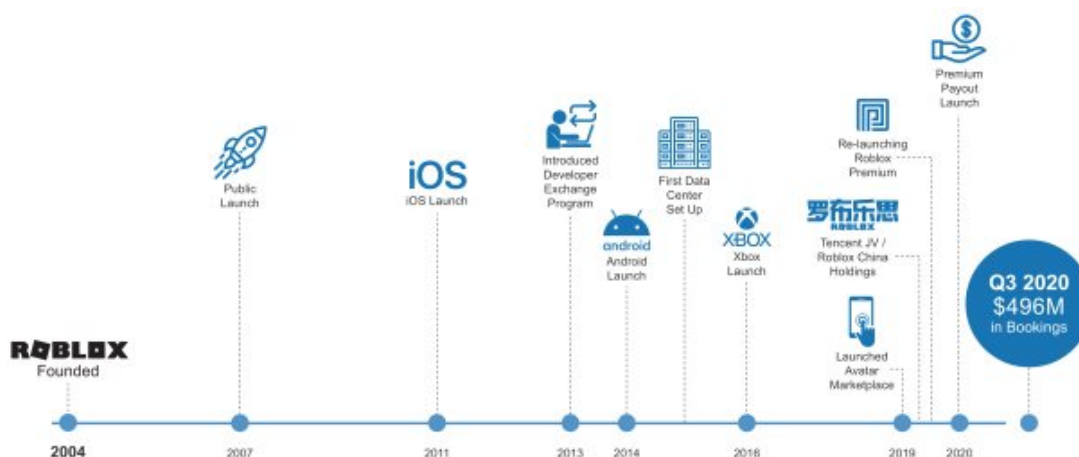 ROBLOX
Founded
2004
Public
Launch
2007
iOS
iOS Launch
2011
Introduced
Developer
Exchange
Program
2013
android
Android
Launch
2014
First Data
Center
Set Up
XBOX
Xbox
Launch
2016
Launched
Avatar
Marketplace
2019
罗布乐思
ROBLOX
Tencent JV /
Roblox China
Holdings
Re-launching
Roblox
Premium
$
Premium
Payout
Launch
2020
Q3 2020
$496M
in Bookings